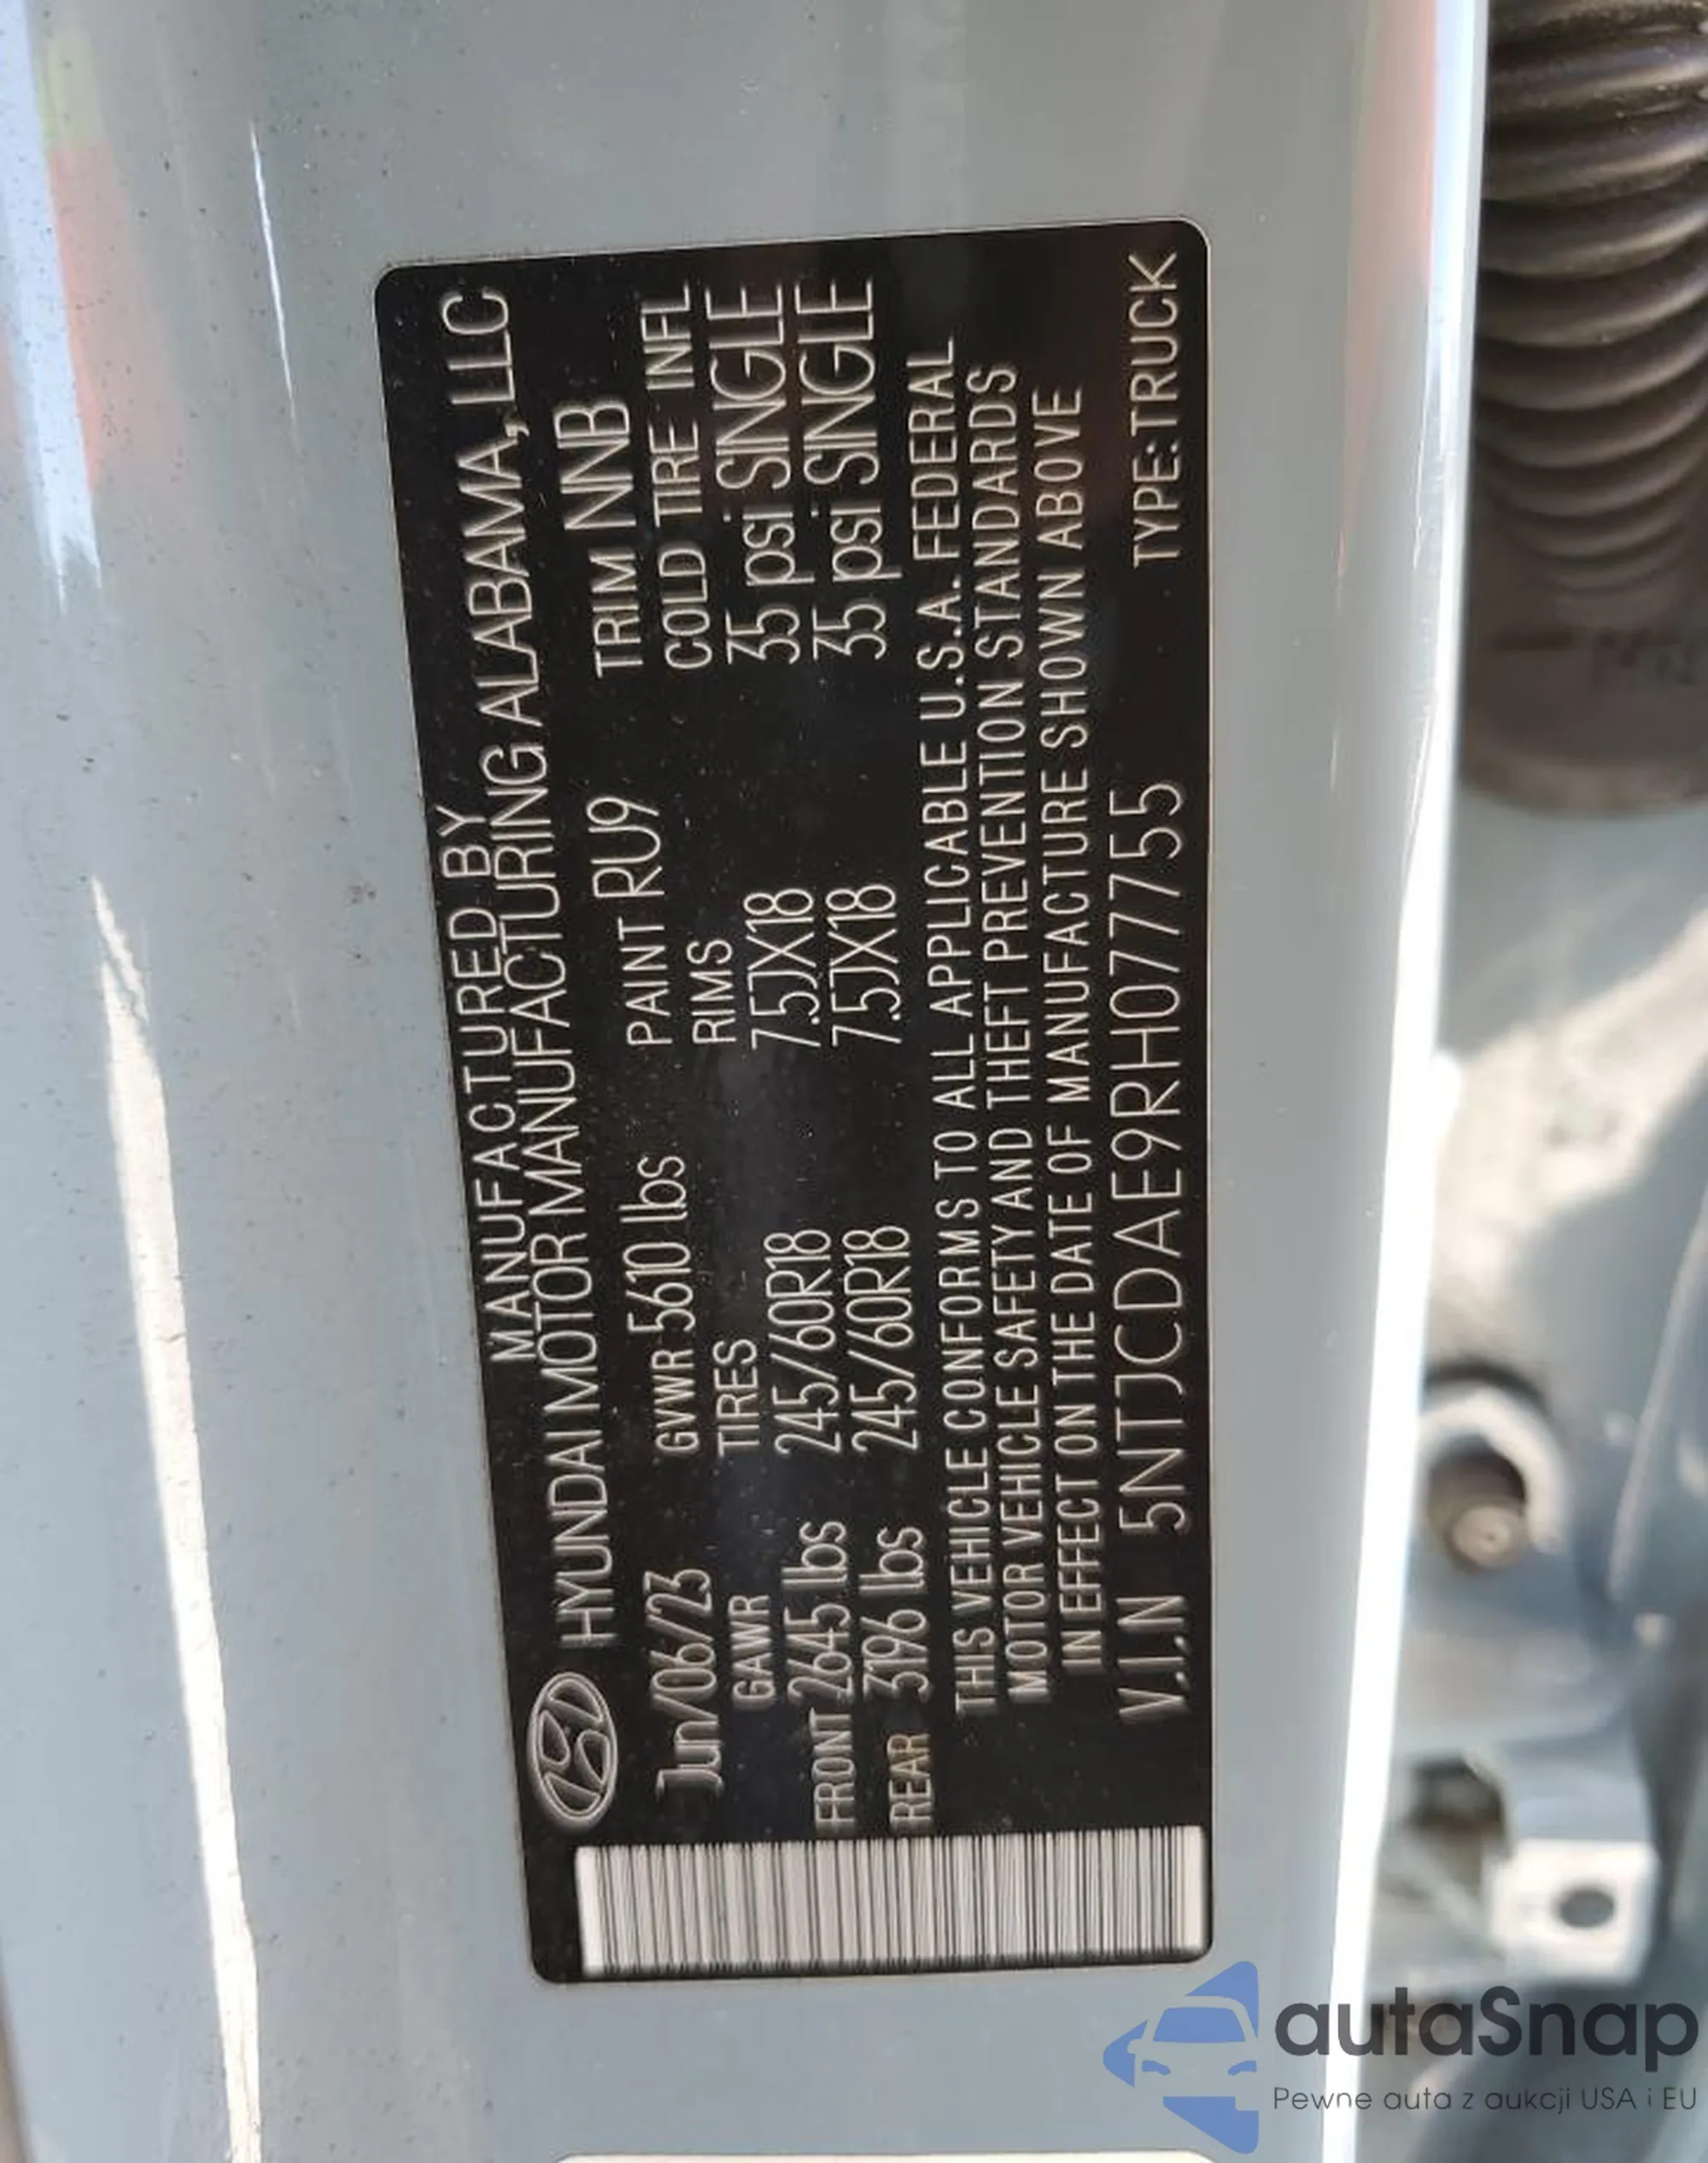 MANUFACTURED BY
HYUNDAI MOTOR MANUFACTURING ALABAMA, LLC
Jun/06/23 GVWR 5610 lbs PAINT RU9 TRIM NNB
GAWR TIRES RIMS COLD TIRE INFL
FRONT 2645 lbs 245/60R18 7.5JX18 35 psi SINGLE
REAR 3196 lbs 245/60R18 7.5JX18 35 psi SINGLE
THIS VEHICLE CONFORMS TO ALL APPLICABLE U.S.A. FEDERAL
MOTOR VEHICLE SAFETY AND THEFT PREVENTION STANDARDS
IN EFFECT ON THE DATE OF MANUFACTURE SHOWN ABOVE
V.I.N 5NTJCDAE9RH077755 TYPE:TRUCK
autaSnap
Pewne auta z aukcji USA i EU